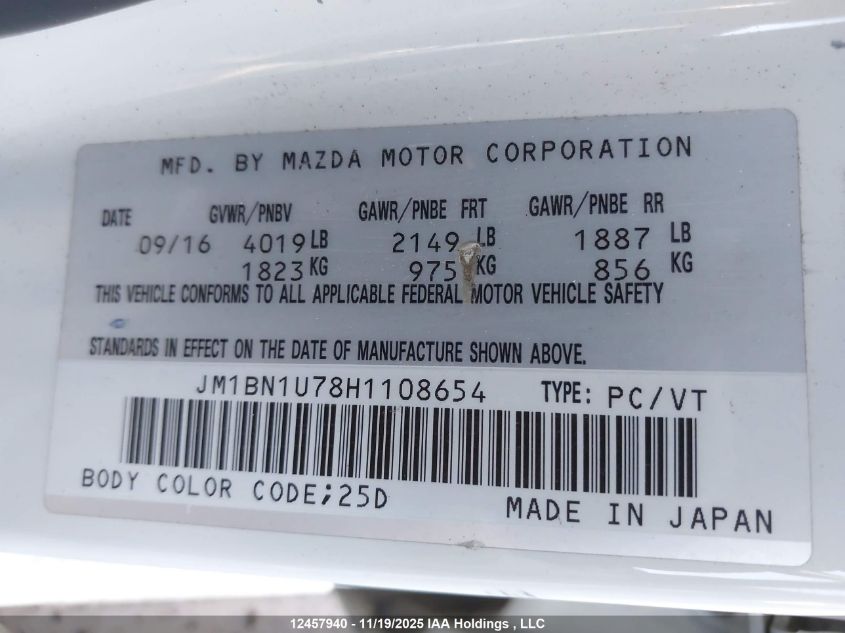 MFD. BY MAZDA MOTOR CORPORATION
DATE GVWR/PNBV GAWR/PNBE FRT GAWR/PNBE RR
09/16 4019 LB 2149 LB 1887 LB
1823 KG 975 KG 856 KG
THIS VEHICLE CONFORMS TO ALL APPLICABLE FEDERAL MOTOR VEHICLE SAFETY
STANDARDS IN EFFECT ON THE DATE OF MANUFACTURE SHOWN ABOVE.
JM1BN1U78H1108654 TYPE: PC/VT
BODY COLOR CODE;25D
MADE IN JAPAN
12457940 - 11/19/2025 IAA Holdings , LLC